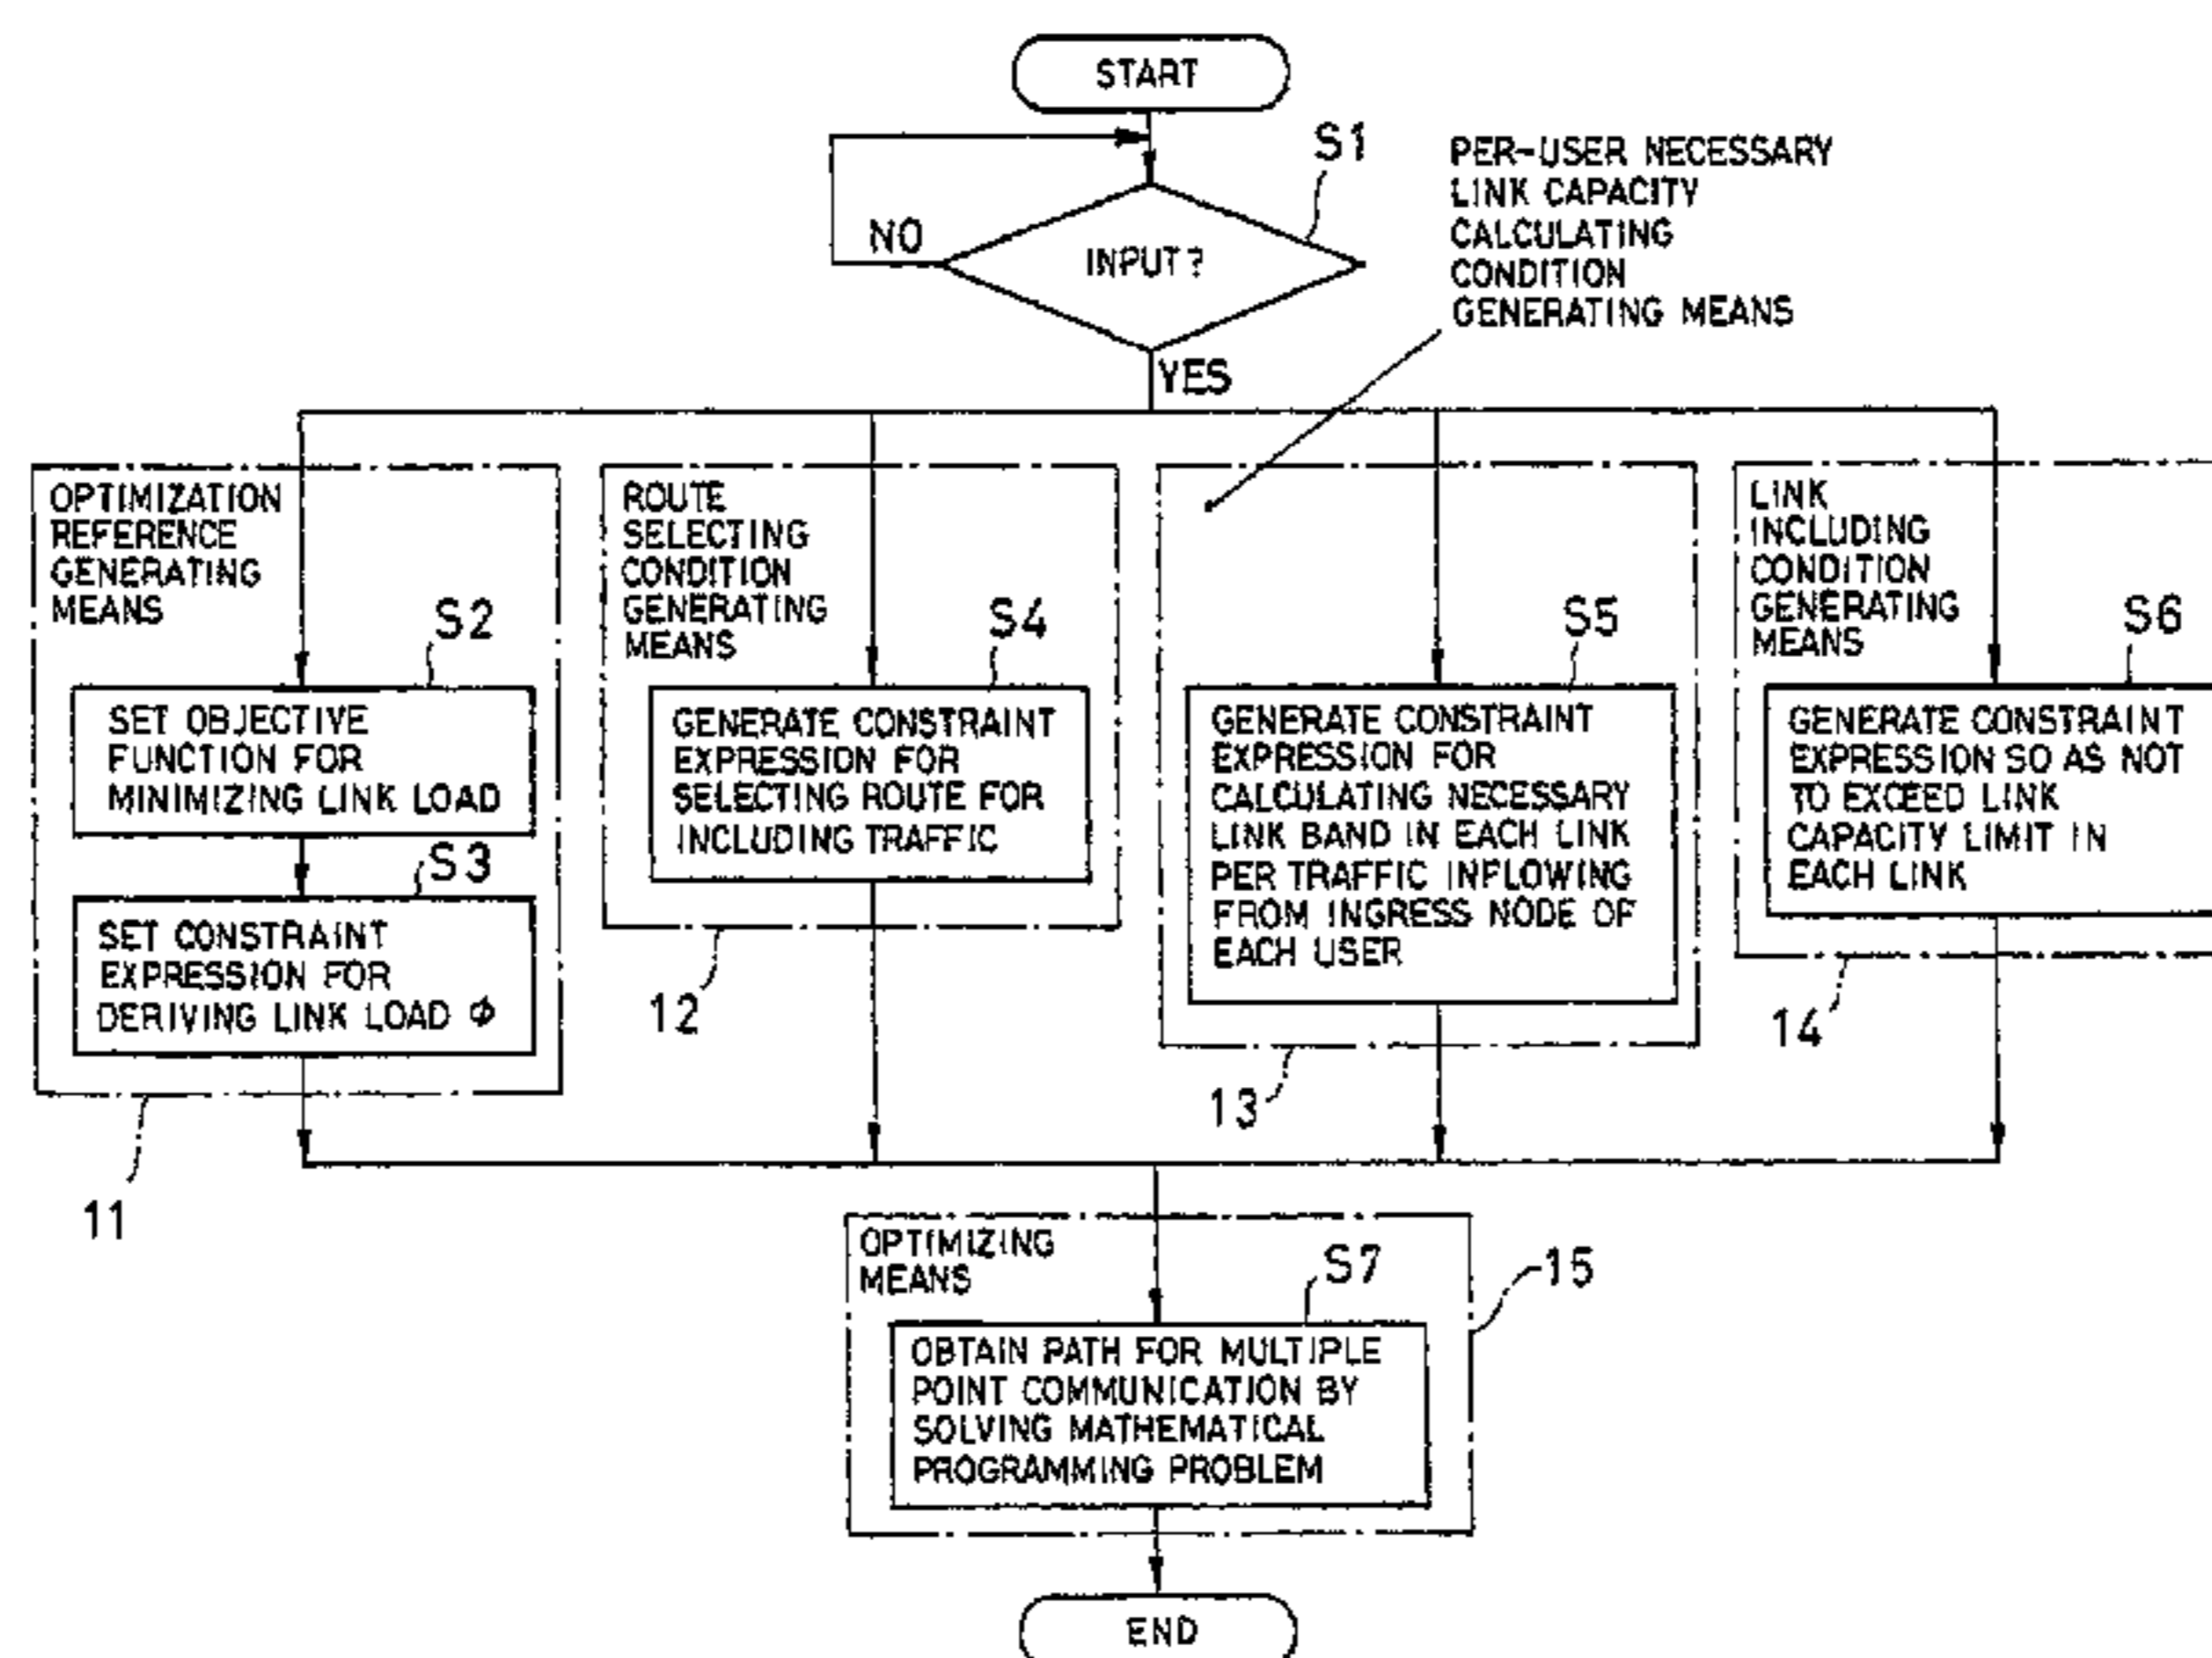 START
S1
PER-USER NECESSARY
LINK CAPACITY
CALCULATING
CONDITION
GENERATING MEANS
NO
INPUT?
YES
OPTIMIZATION
REFERENCE
GENERATING
MEANS
S2
SET OBJECTIVE
FUNCTION FOR
MINIMIZING LINK LOAD
S3
SET CONSTRAINT
EXPRESSION FOR
DERIVING LINK LOAD Φ
11
ROUTE
SELECTING
CONDITION
GENERATING
MEANS
S4
GENERATE CONSTRAINT
EXPRESSION FOR
SELECTING ROUTE FOR
INCLUDING TRAFFIC
12
S5
GENERATE CONSTRAINT
EXPRESSION FOR
CALCULATING NECESSARY
LINK BAND IN EACH LINK
PER TRAFFIC INFLOWING
FROM INGRESS NODE OF
EACH USER
13
LINK
INCLUDING
CONDITION
GENERATING
MEANS
S6
GENERATE CONSTRAINT
EXPRESSION SO AS NOT
TO EXCEED LINK
CAPACITY LIMIT IN
EACH LINK
14
OPTIMIZING
MEANS
S7
15
OBTAIN PATH FOR MULTIPLE
POINT COMMUNICATION BY
SOLVING MATHEMATICAL
PROGRAMMING PROBLEM
END